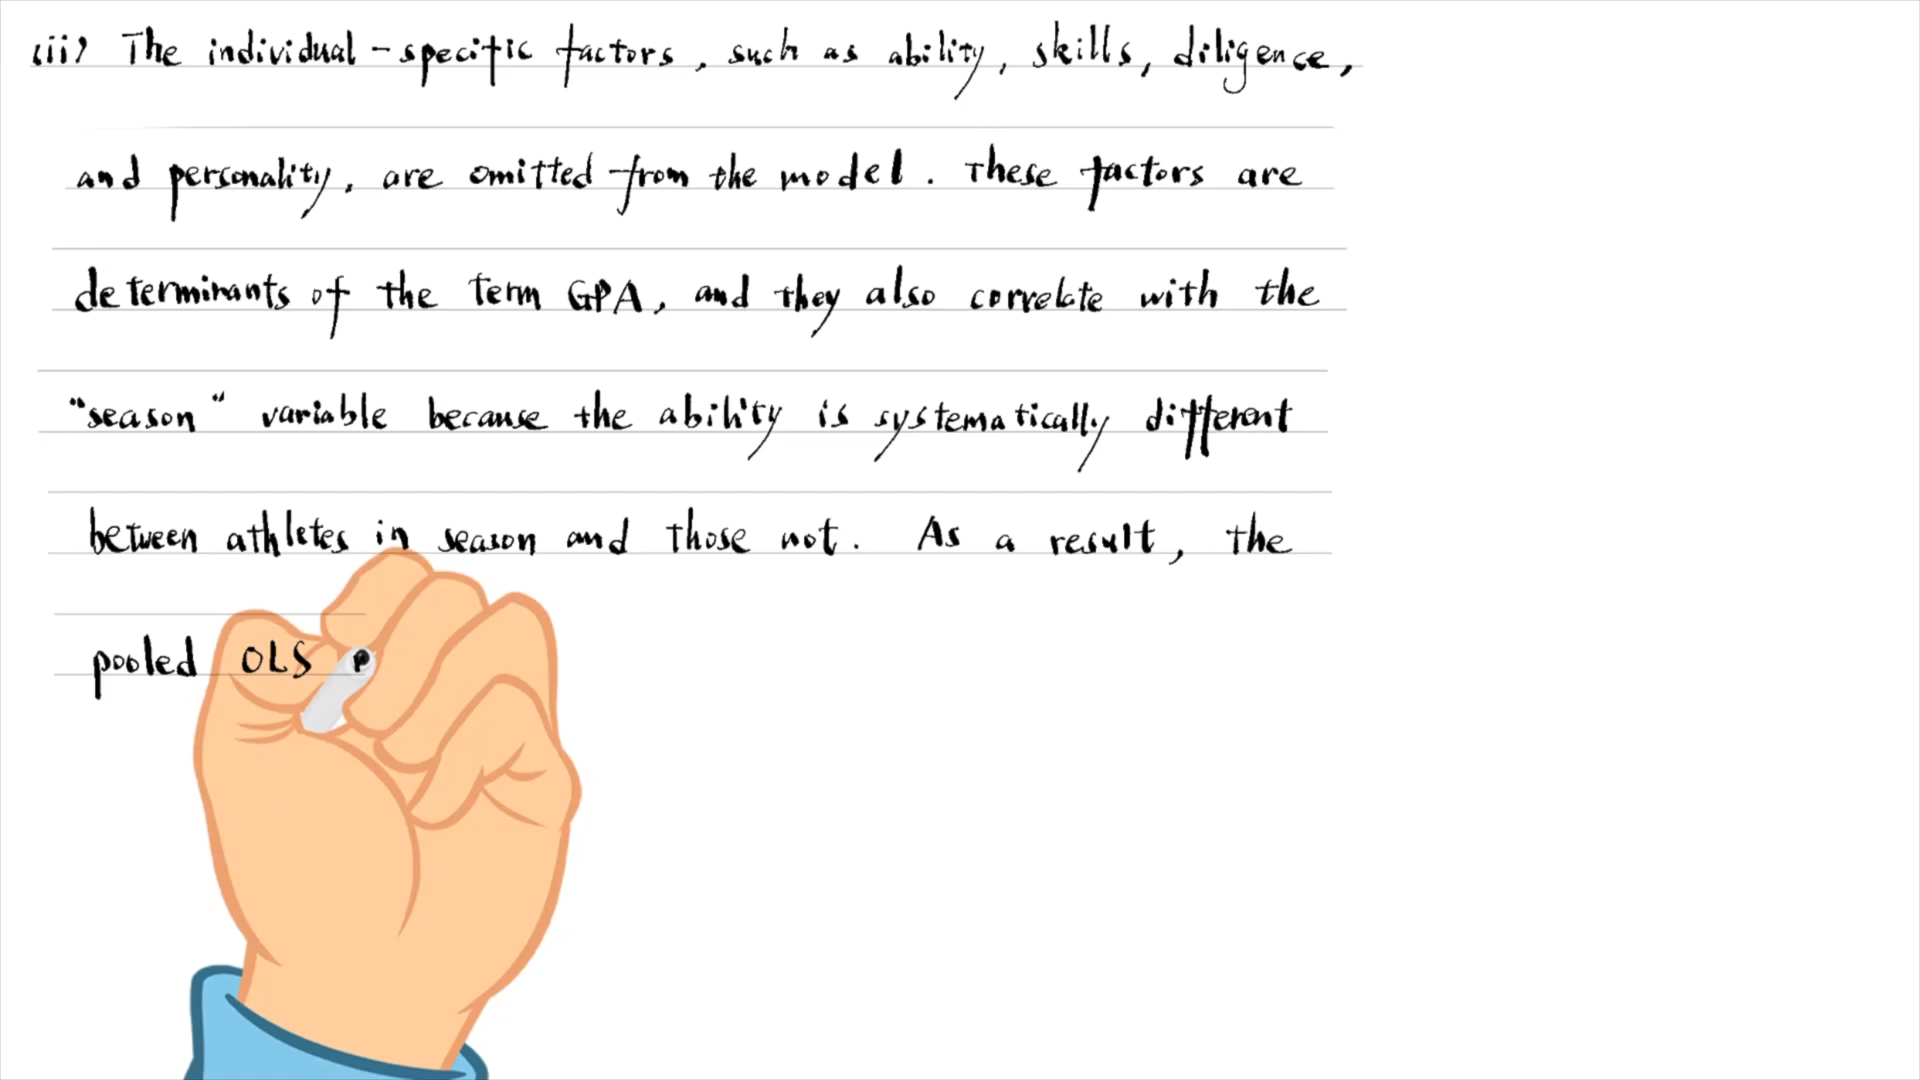 (ii) The individual-specific factors, such as ability, skills, diligence,
and personality, are omitted from the model. These factors are
determinants of the term GPA, and they also correlate with the
"season" variable because the ability is systematically different
between athletes in season and those not. As a result, the
pooled OLS